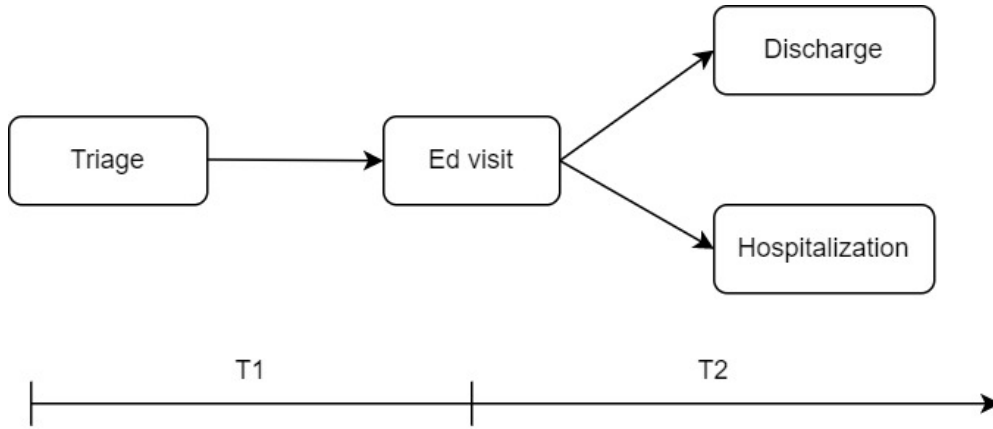 Discharge
Triage
Ed visit
Hospitalization
T1
T2